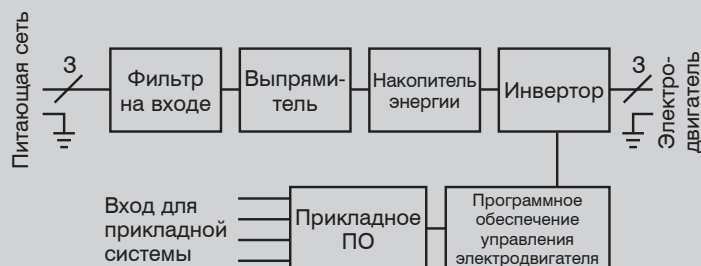 Питающая сеть
3
Фильтр
на входе
Выпрями-
тель
Накопитель
энергии
Инвертор
3
Электро-
двигатель
Вход для
прикладной
системы
Прикладное
ПО
Программное
обеспечение
управления
электродвигателя